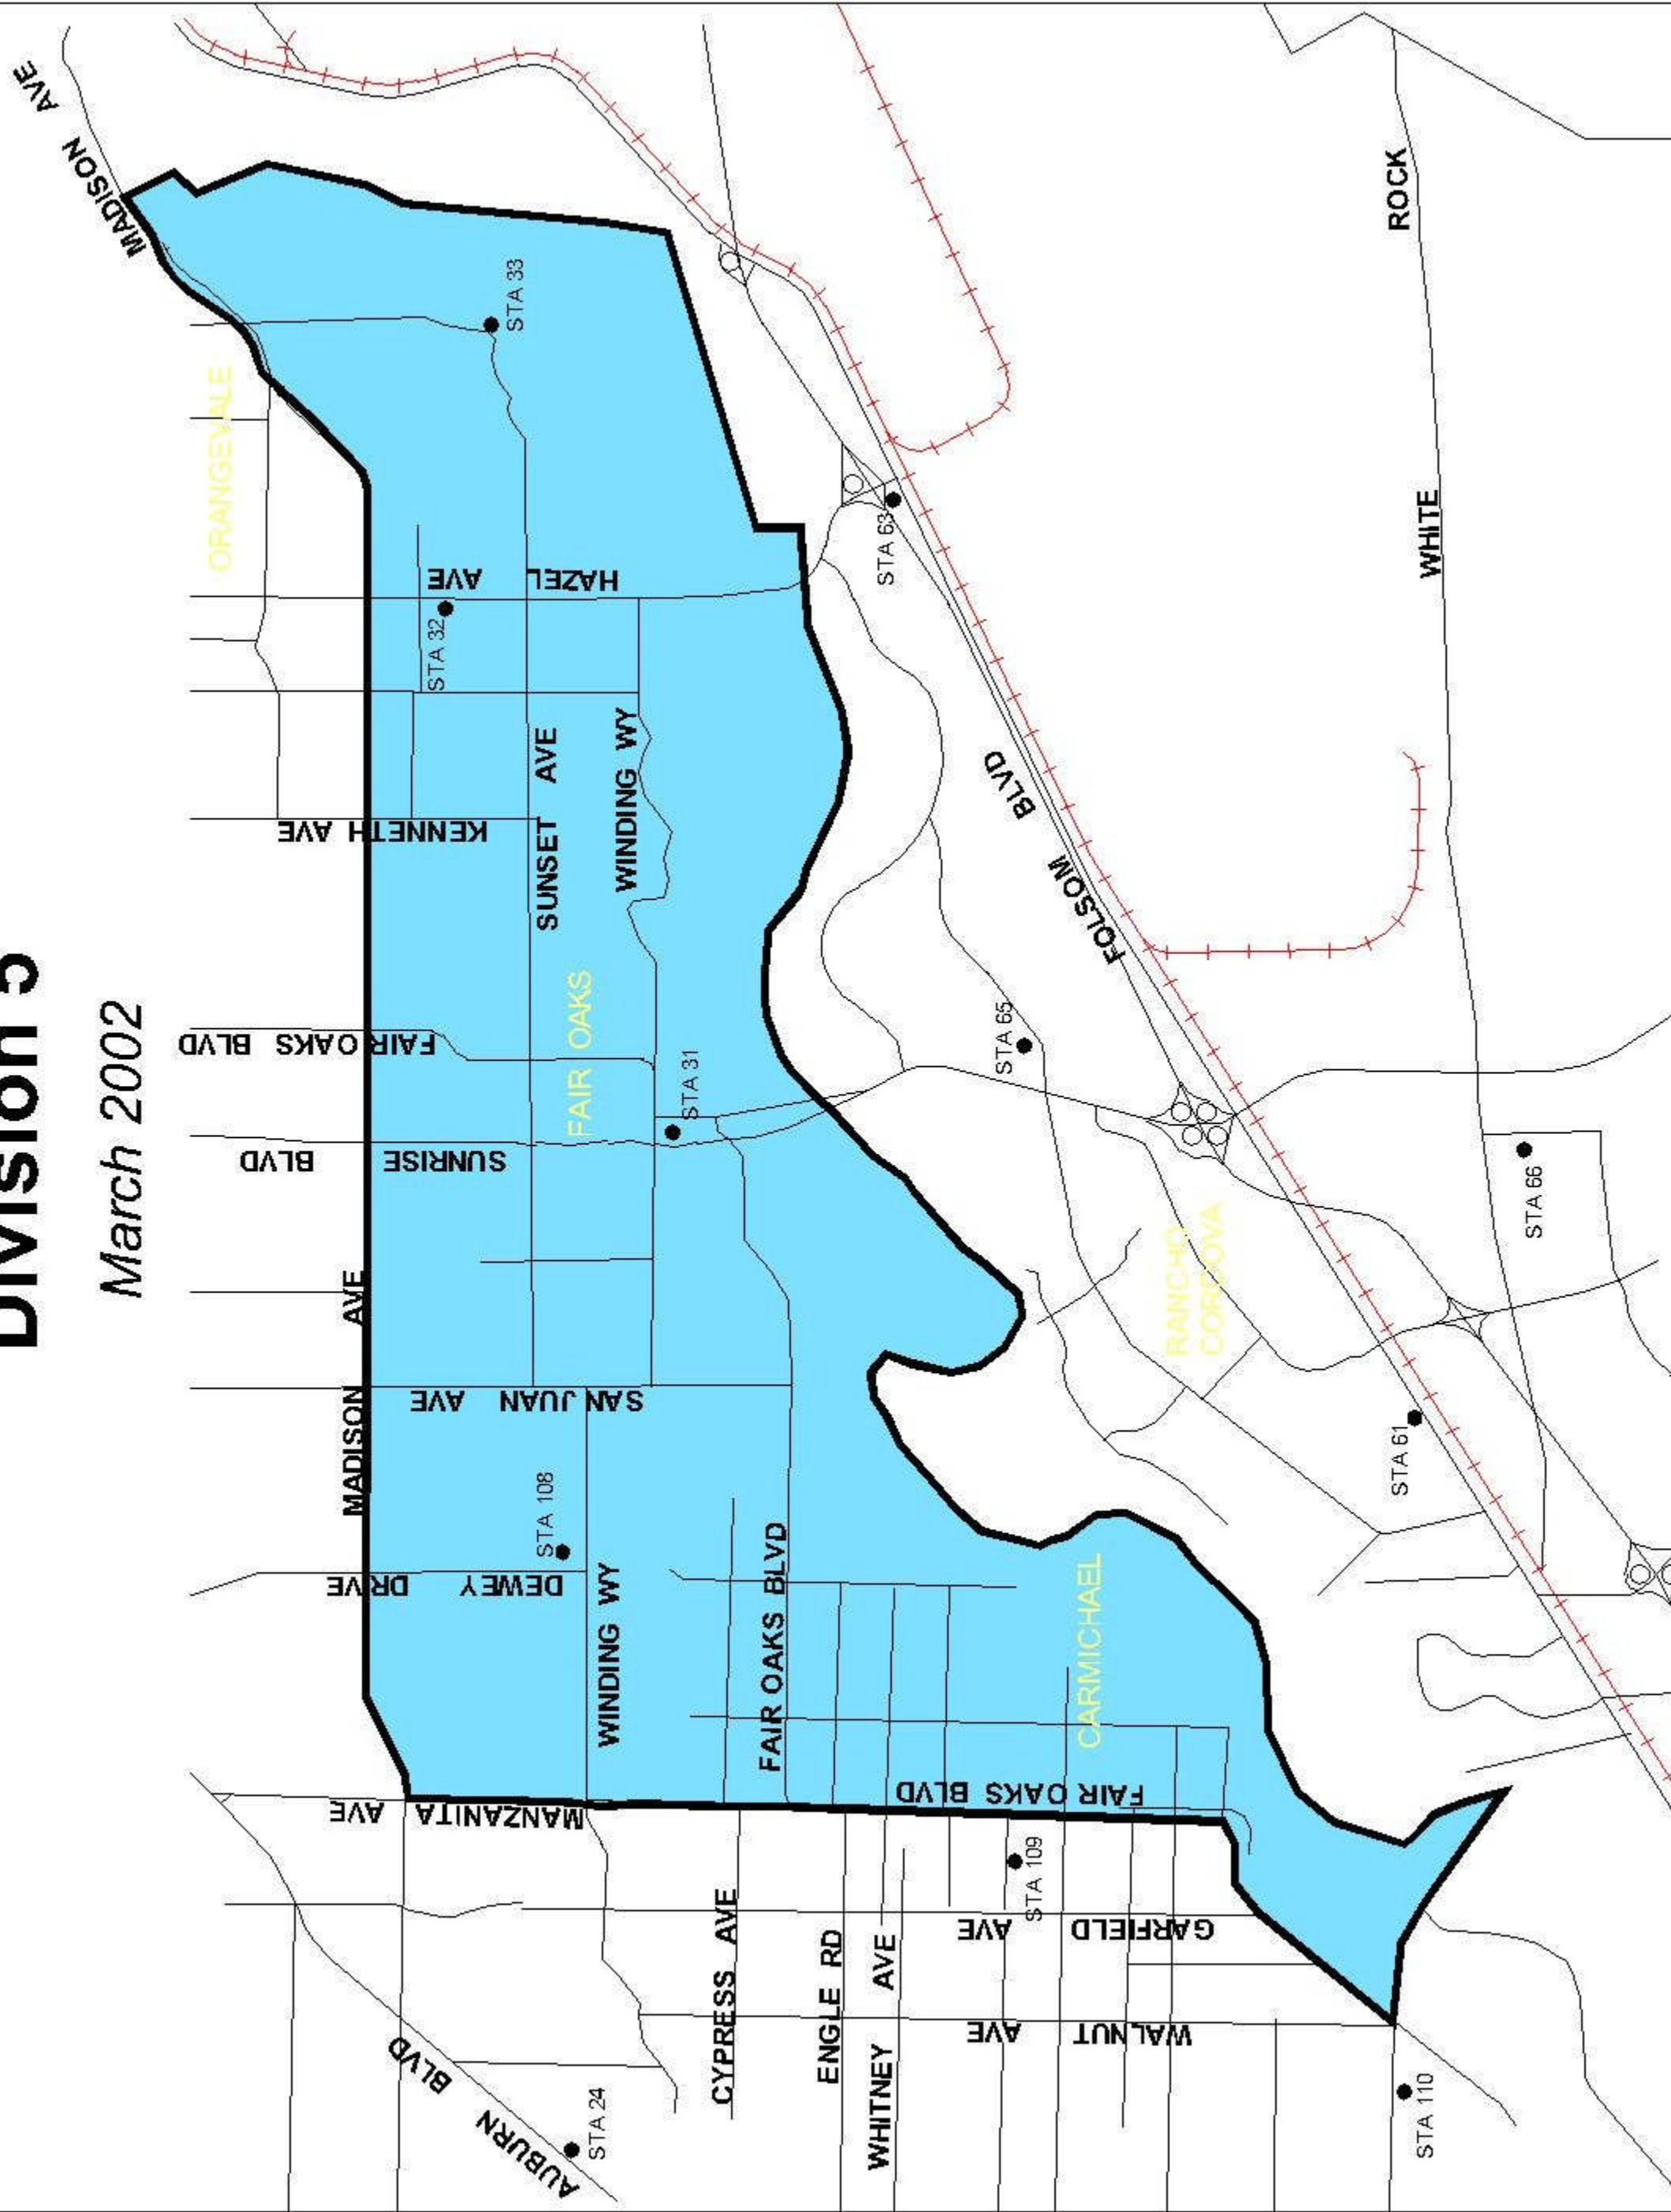 Division 5
March 2002
MADISON AVE
ORANGEVALE
STA 33
HAZEL AVE
STA 32
KENNETH AVE
SUNSET AVE
WINDING WY
FAIR OAKS BLVD
FAIR OAKS
SUNRISE BLVD
STA 31
MADISON AVE
SAN JUAN AVE
STA 108
DEWEY DRIVE
WINDING WY
FAIR OAKS BLVD
CARMICHAEL
FAIR OAKS BLVD
MANZANITA AVE
CYPRESS AVE
ENGLE RD
WHITNEY AVE
STA 109
GARFIELD AVE
WALNUT AVE
AUBURN BLVD
STA 24
STA 110
STA 63
FOLSOM BLVD
STA 65
RANCHO
CORDOVA
STA 61
STA 66
WHITE ROCK